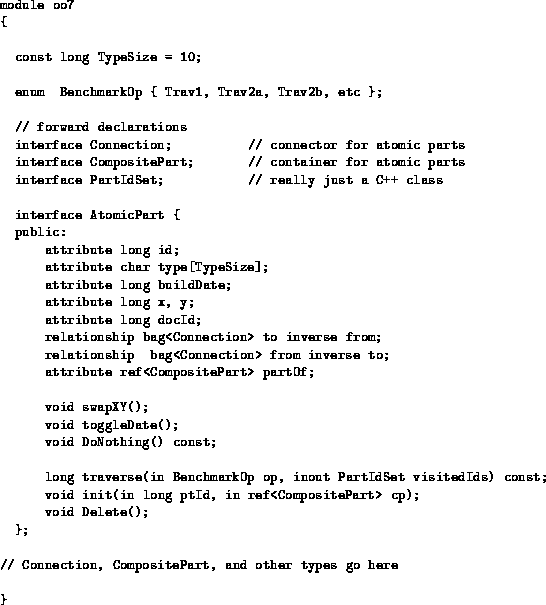 module oo7
{
const long TypeSize = 10;
enum BenchmarkOp { Trav1, Trav2a, Trav2b, etc };
// forward declarations
interface Connection; // connector for atomic parts
interface CompositePart; // container for atomic parts
interface PartIdSet; // really just a C++ class
interface AtomicPart {
public:
attribute long id;
attribute char type[TypeSize];
attribute long buildDate;
attribute long x, y;
attribute long docId;
relationship bag<Connection> to inverse from;
relationship bag<Connection> from inverse to;
attribute ref<CompositePart> partOf;
void swapXY();
void toggleDate();
void DoNothing() const;
long traverse(in BenchmarkOp op, inout PartIdSet visitedIds) const;
void init(in long ptId, in ref<CompositePart> cp);
void Delete();
};
// Connection, CompositePart, and other types go here
}